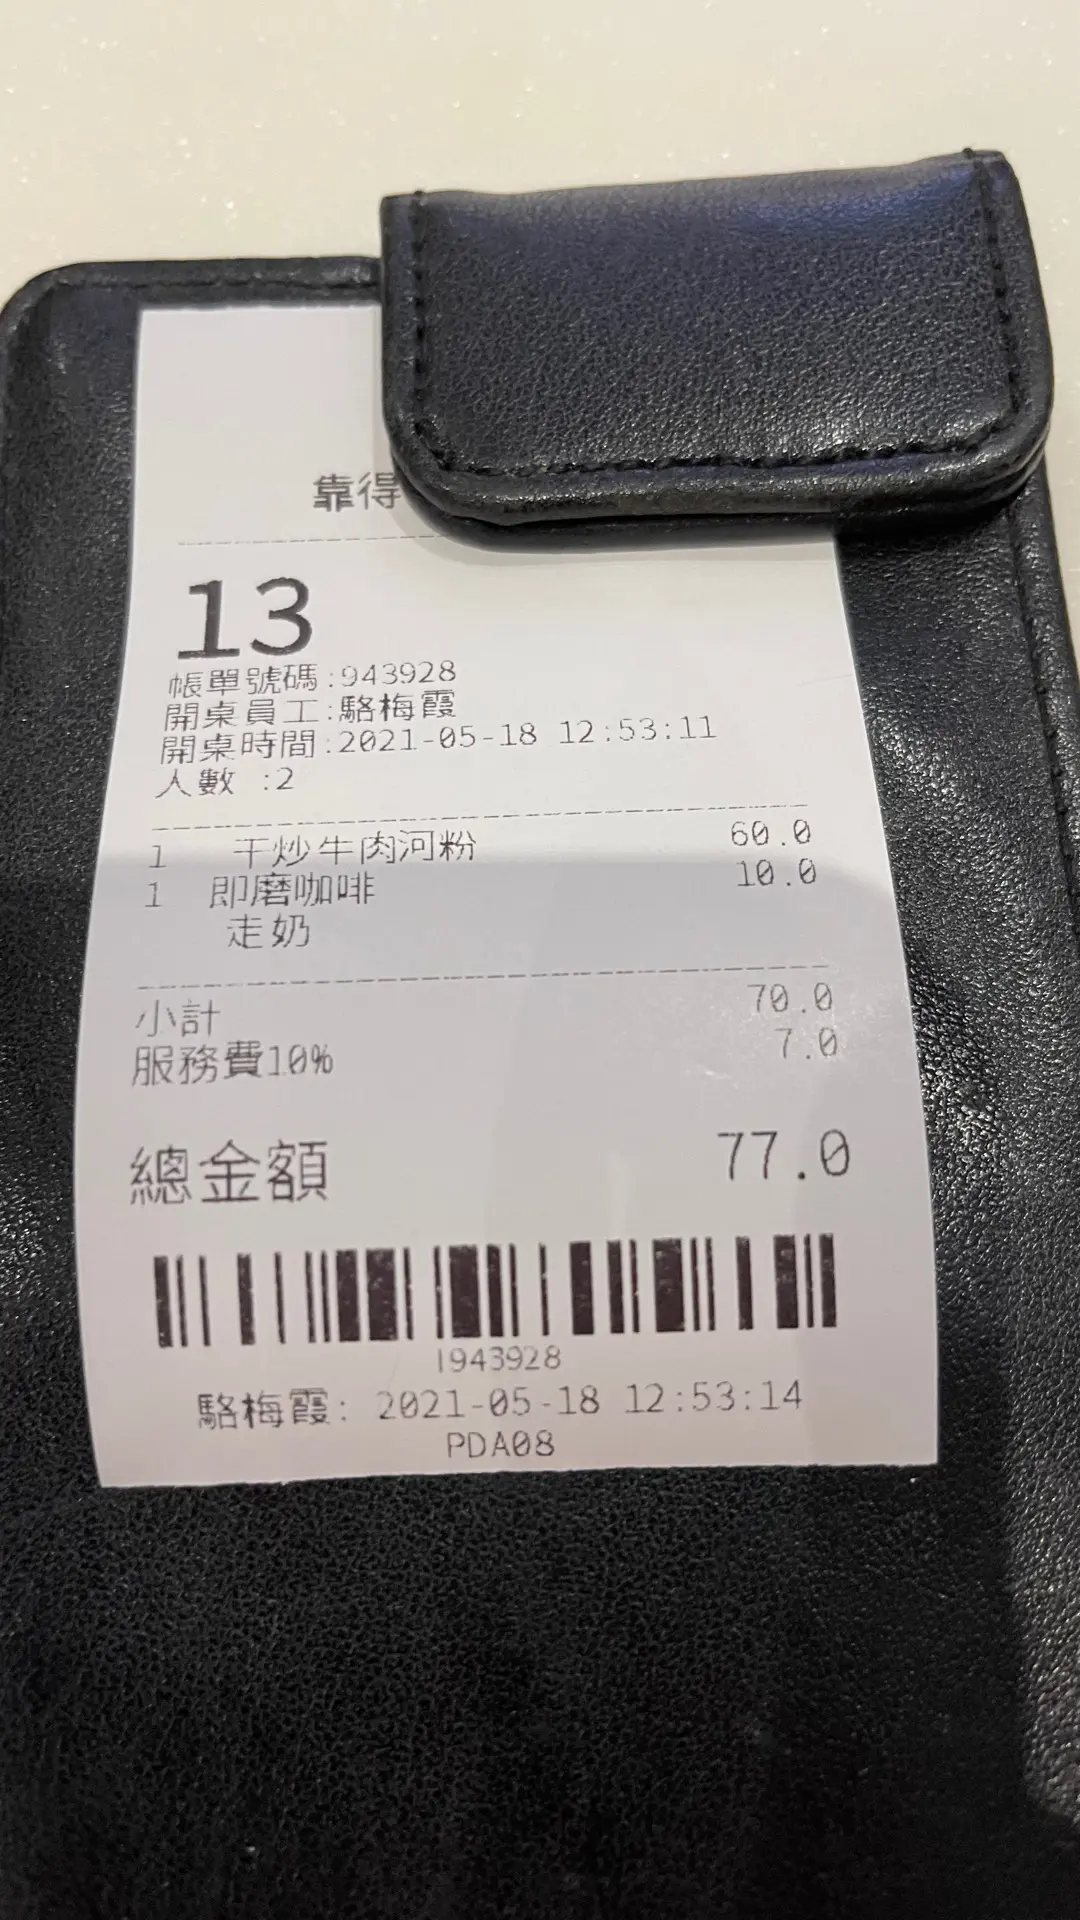 靠得
13
帳單號碼:943928
開桌員工:駱梅霞
開桌時間:2021-05-18 12:53:11
人數 :2
1 干炒牛肉河粉 60.0
1 即磨咖啡 10.0
走奶
小計 70.0
服務費10% 7.0
總金額 77.0
1943928
駱梅霞: 2021-05-18 12:53:14
PDA08